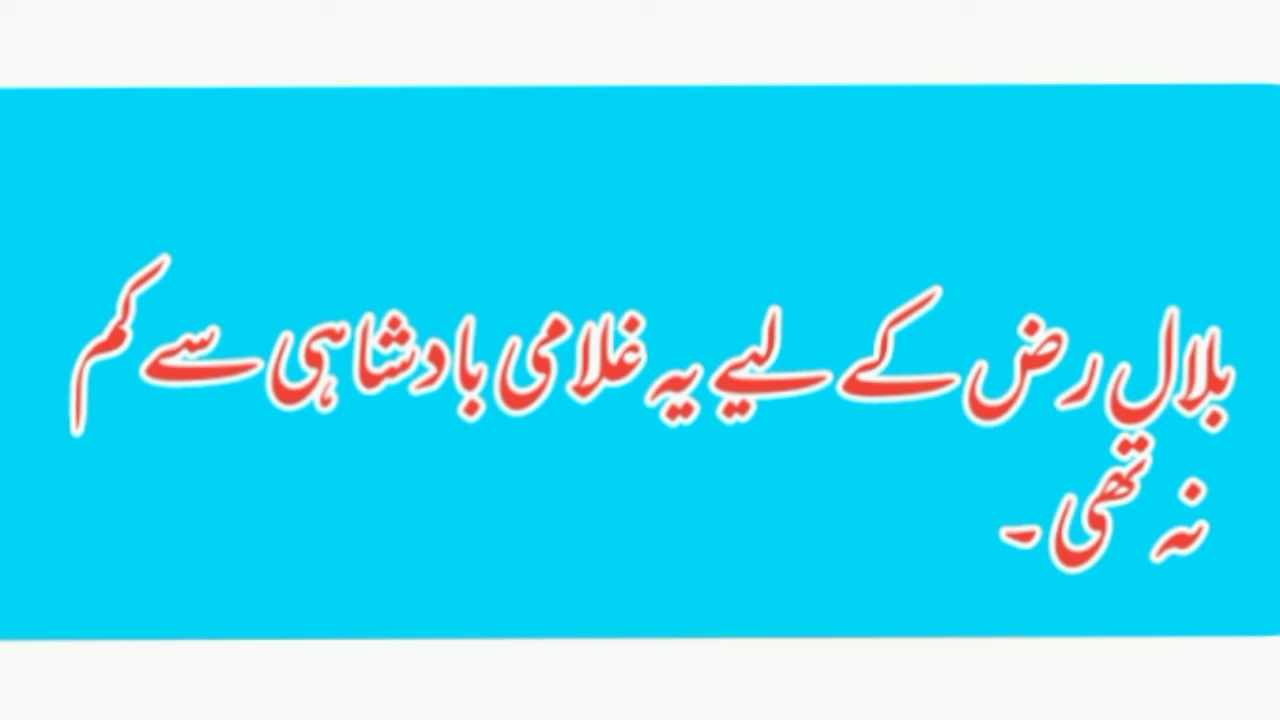 بلال رض کے لیے یہ غلامی بادشاہی سے کم
نہ تھی ۔